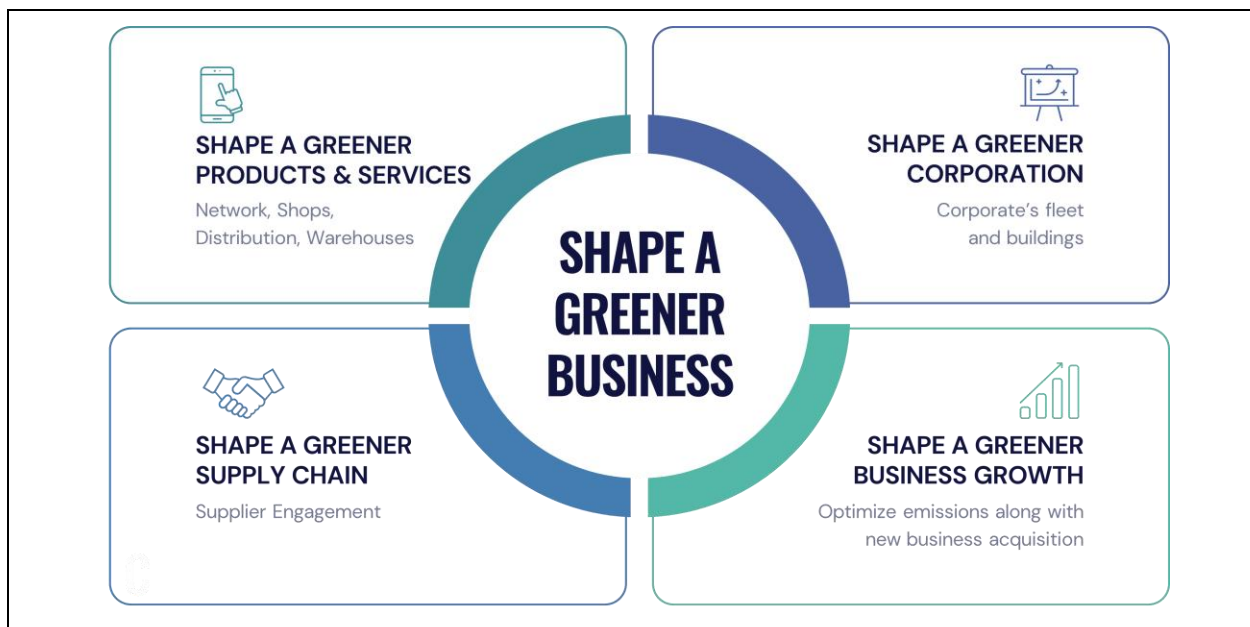 SHAPE A GREENER
PRODUCTS & SERVICES
Network, Shops,
Distribution, Warehouses
SHAPE A GREENER
CORPORATION
Corporate’s fleet
and buildings
SHAPE A
GREENER
BUSINESS
SHAPE A GREENER
SUPPLY CHAIN
Supplier Engagement
SHAPE A GREENER
BUSINESS GROWTH
Optimize emissions along with
new business acquisition